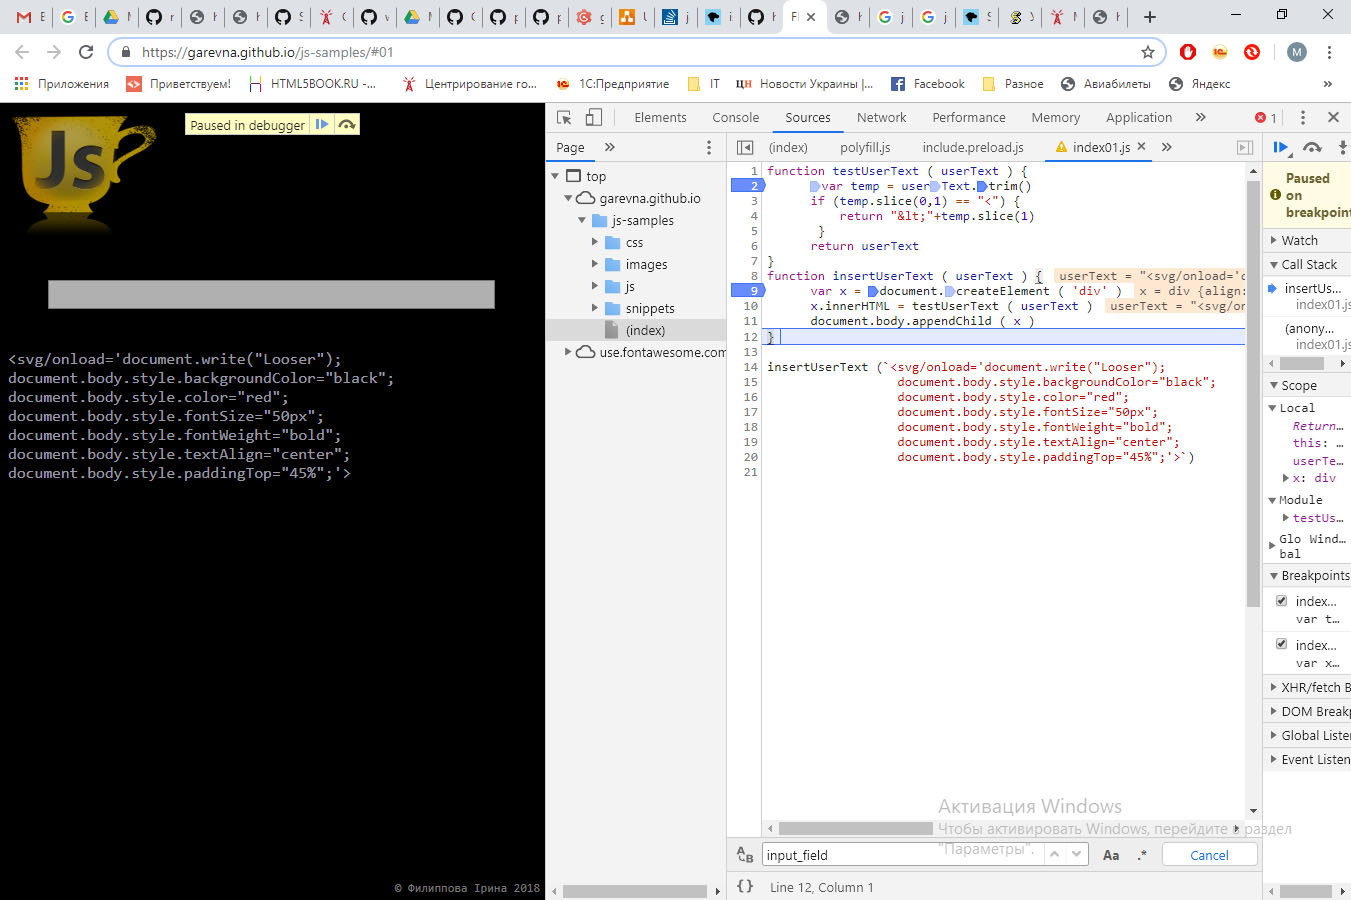 https://garevna.github.io/js-samples/#01
Приложения
Приветствуем!
HTML5BOOK.RU -...
Центрирование го...
1С:Предприятие
IT
Новости Украины |...
Facebook
Разное
Авиабилеты
Яндекс
»
Js
Paused in debugger
<svg/onload='document.write("Looser");
document.body.style.backgroundColor="black";
document.body.style.color="red";
document.body.style.fontSize="50px";
document.body.style.fontWeight="bold";
document.body.style.textAlign="center";
document.body.style.paddingTop="45%";'>
© Филиппова Ірина 2018
Elements Console Sources Network Performance Memory Application » 1
Page »
top
garevna.github.io
js-samples
css
images
js
snippets
(index)
use.fontawesome.com
(index) polyfill.js include.preload.js index01.js »
1 function testUserText ( userText ) {
2 var temp = userText.trim()
3 if (temp.slice(0,1) == "<") {
4 return "&lt;"+temp.slice(1)
5 }
6 return userText
7 }
8 function insertUserText ( userText ) { userText = "<svg/onload='d
9 var x = document.createElement ( 'div' ) x = div {align:
10 x.innerHTML = testUserText ( userText ) userText = "<svg/on
11 document.body.appendChild ( x )
12 }
13
14 insertUserText (`<svg/onload='document.write("Looser");
15 document.body.style.backgroundColor="black";
16 document.body.style.color="red";
17 document.body.style.fontSize="50px";
18 document.body.style.fontWeight="bold";
19 document.body.style.textAlign="center";
20 document.body.style.paddingTop="45%";'>`)
21
Активация Windows
Чтобы активировать Windows, перейдите в раздел
"Параметры".
input_field
Aa .* Cancel
{} Line 12, Column 1
Paused
on
breakpoint
Watch
Call Stack
insertUs...
index01.js
(anony...
index01.js
Scope
Local
Return...
this: ...
userTe...
x: div
Module
testUs...
Glo Wind...
bal
Breakpoints
index...
var t...
index...
var x...
XHR/fetch B
DOM Breakp
Global Liste
Event Listen